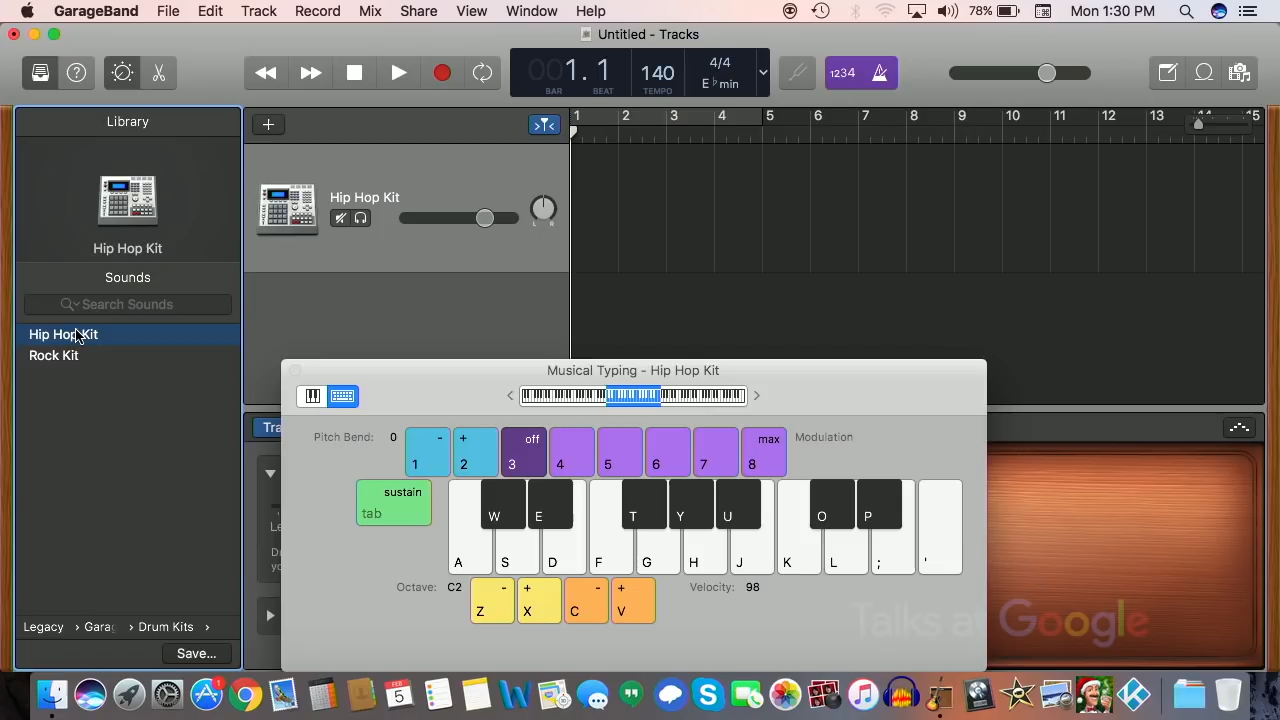 GarageBand File Edit Track Record Mix Share View Window Help 78% Mon 1:30 PM
Untitled - Tracks
1. 1 140 4/4
BAR BEAT TEMPO E♭min
1234
Library
1 2 3 4 5 6 7 8 9 10 11 12 13 14 15
Hip Hop Kit
L R
Hip Hop Kit
Sounds
Search Sounds
Hip Hop Kit
Rock Kit
Musical Typing - Hip Hop Kit
Pitch Bend: 0 - + off max Modulation
1 2 3 4 5 6 7 8
sustain
tab
W E T Y U O P
A S D F G H J K L ; '
Octave: C2 - + - + Velocity: 98
Z X C V
Talks at Google
Legacy > Gara > Drum Kits >
Save...
FEB
5